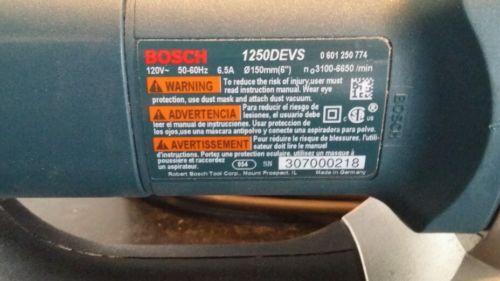 BOSCH 1250DEVS 0 601 250 774
120V~ 50-60Hz 6.5A Ø150mm(6") n₀3100-6650 /min
WARNING To reduce the risk of injury,user must
read instruction manual. Wear eye
protection, use dust mask and attach dust vacuum.
ADVERTENCIA Para reducir el riesgo de
lesiones, el usuario debe
leer el manual de instrucciones. Usar proteccion de
los ojos,use una máscara antipolvo y conecte una aspiradora para polvo.
AVERTISSEMENT Pour réduire le risque de blessures, l'utili-
sateur doit lire le manuel
d'instructions. Portez une protection oculaire, utilisez un masque à
poussière et raccordez
un aspirateur.
654 SN 307000218
Robert Bosch Tool Corp., Mount Prospect, IL Made in Germany
BOSCH